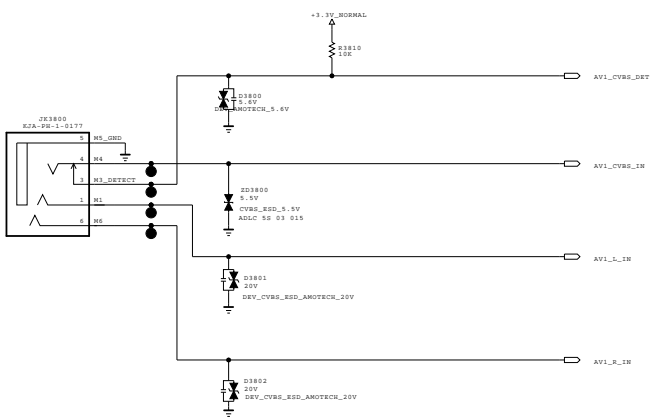 +3.3V_NORMAL
R3810
10K
AV1_CVBS_DET
D3800
5.6V
AMOTECH_5.6V
JK3800
KJA-PH-1-0177
5 M5_GND
4 M4
AV1_CVBS_IN
3 M3_DETECT
ZD3800
5.5V
1 M1
CVBS_ESD_5.5V
ADLC 5S 03 015
6 M6
AV1_L_IN
D3801
20V
DEV_CVBS_ESD_AMOTECH_20V
AV1_R_IN
D3802
20V
DEV_CVBS_ESD_AMOTECH_20V